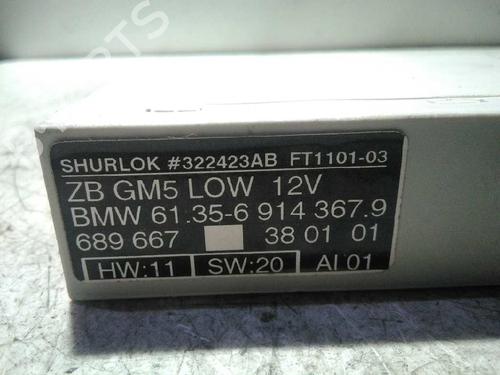 PARTS
SHURLOK #322423AB FT1101-03
ZB GM5 LOW 12V
BMW 61.35-6 914 367.9
689 667 38 01 01
HW:11 SW:20 AI 01